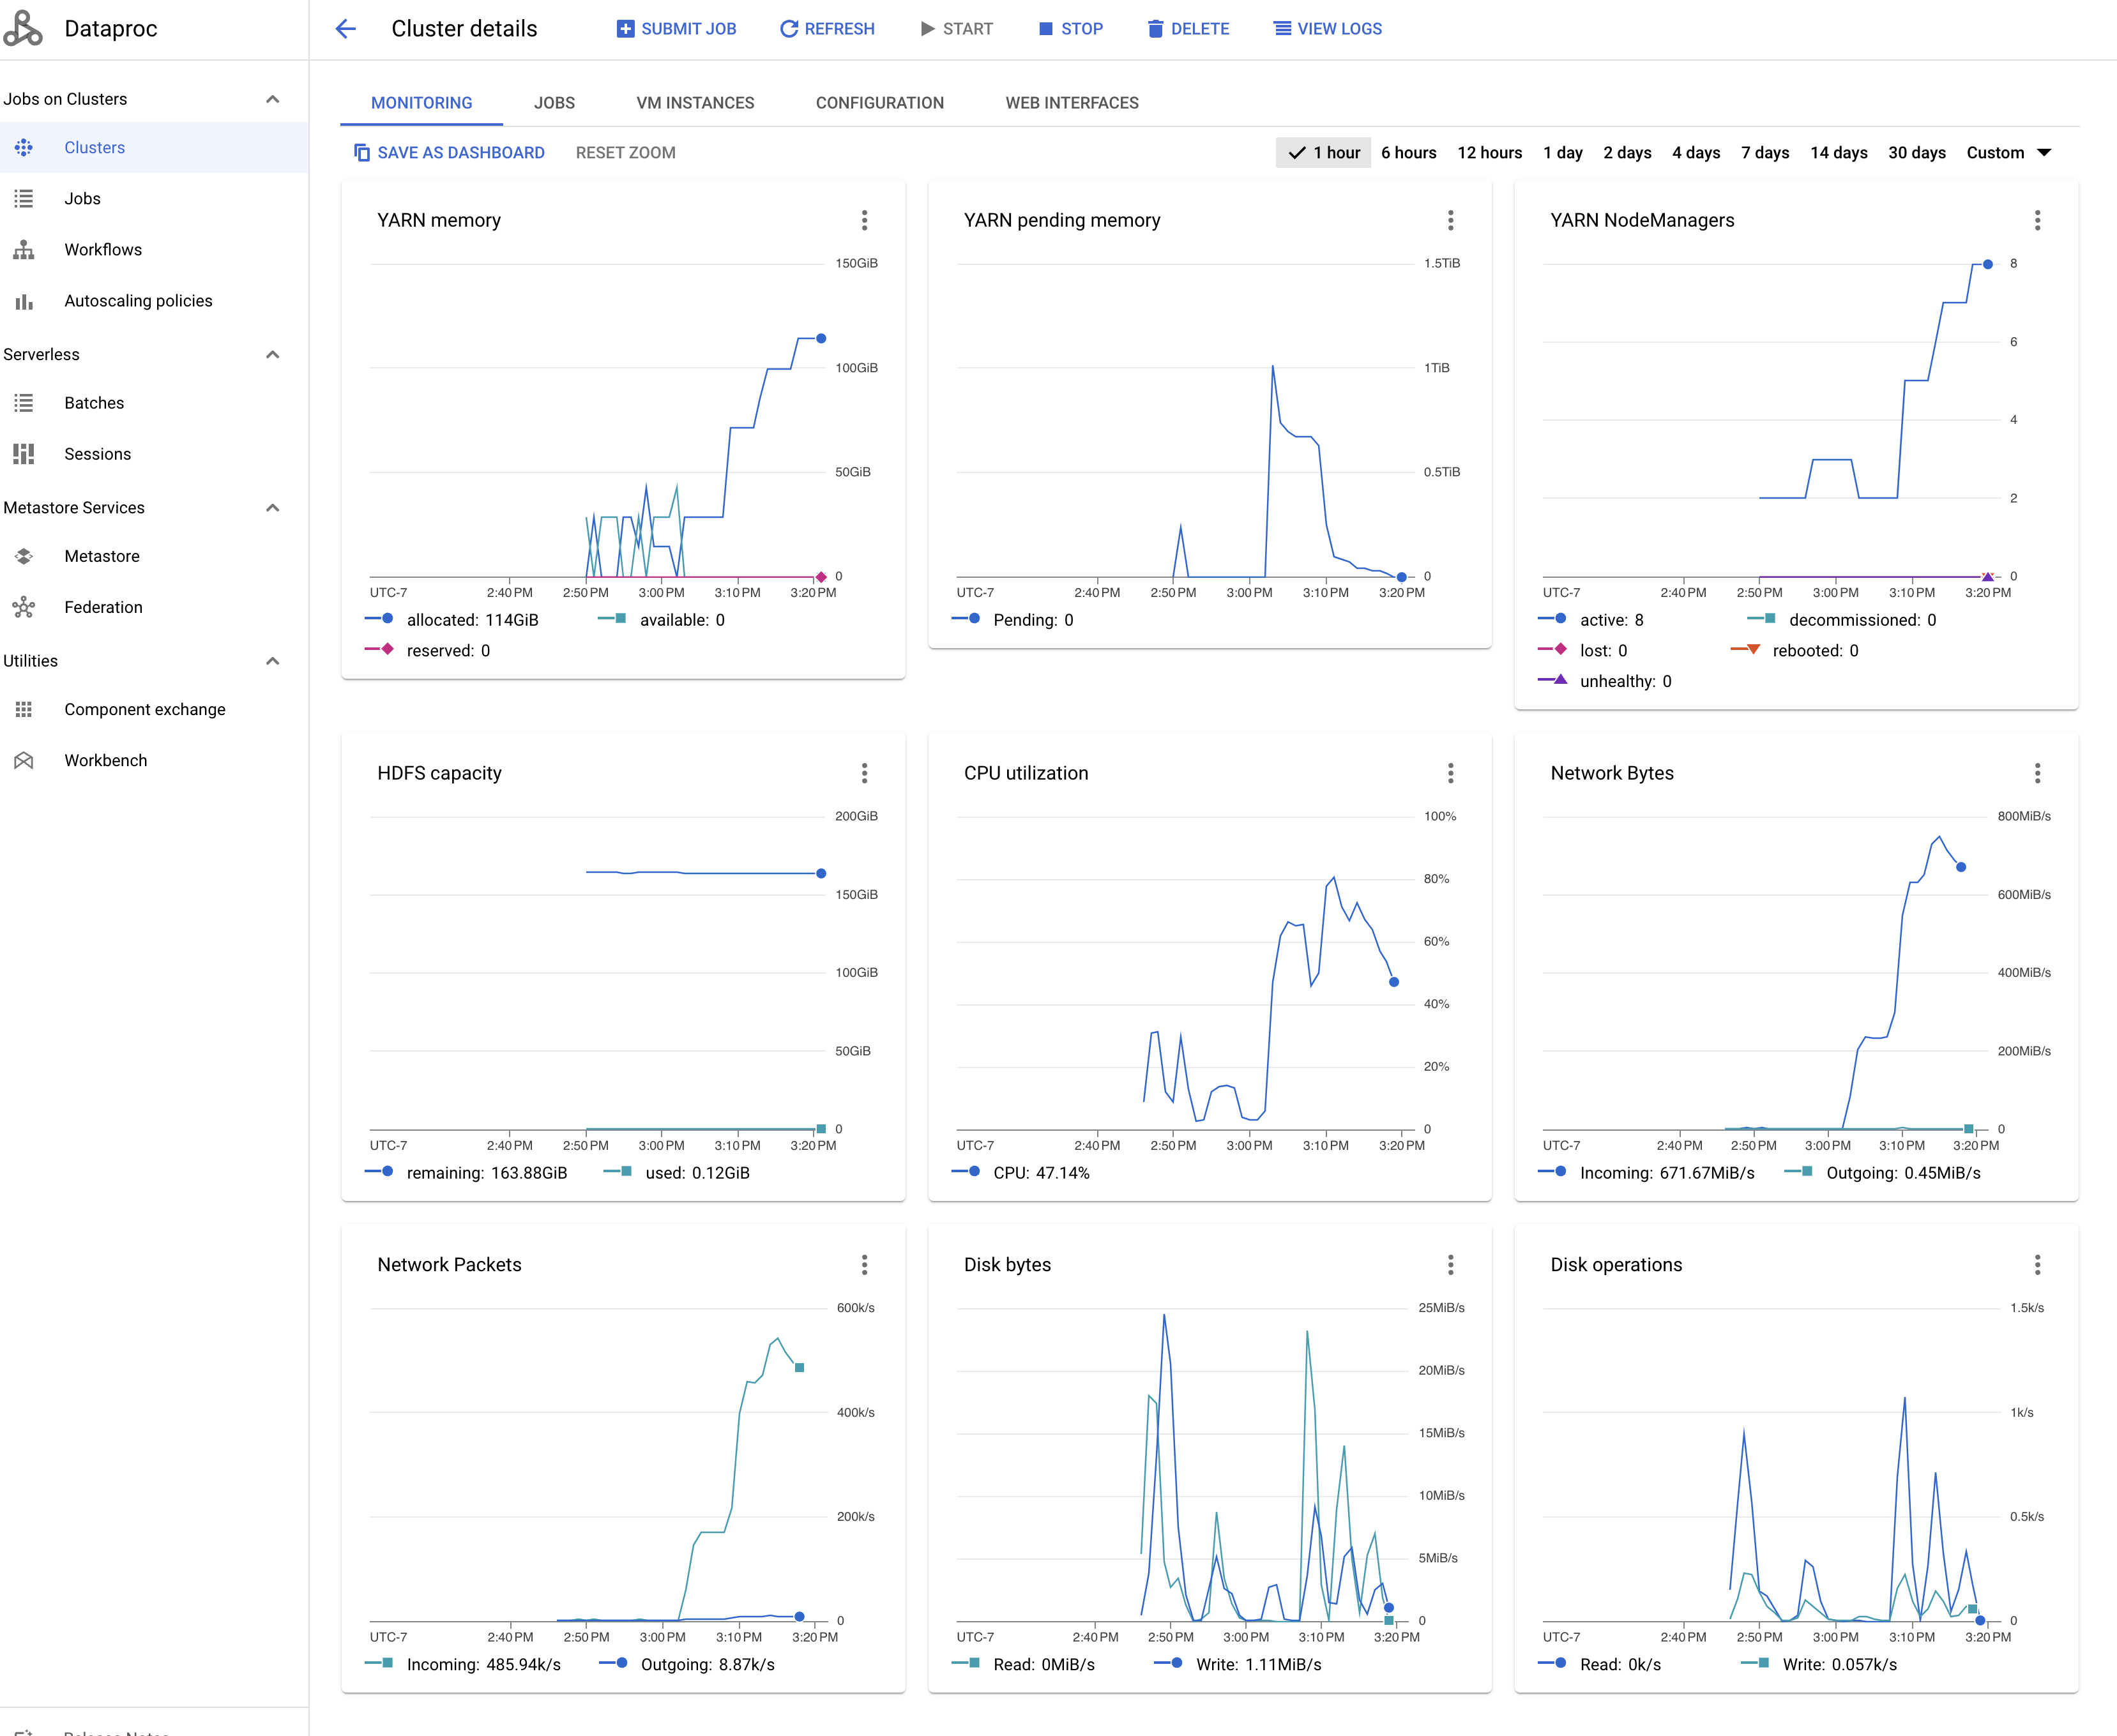 Dataproc
Cluster details
SUBMIT JOB
REFRESH
START
STOP
DELETE
VIEW LOGS
Jobs on Clusters
Clusters
Jobs
Workflows
Autoscaling policies
Serverless
Batches
Sessions
Metastore Services
Metastore
Federation
Utilities
Component exchange
Workbench
MONITORING
JOBS
VM INSTANCES
CONFIGURATION
WEB INTERFACES
SAVE AS DASHBOARD
RESET ZOOM
1 hour
6 hours
12 hours
1 day
2 days
4 days
7 days
14 days
30 days
Custom
YARN memory
150GiB
100GiB
50GiB
0
UTC-7 2:40 PM 2:50 PM 3:00 PM 3:10 PM 3:20 PM
allocated: 114GiB
available: 0
reserved: 0
YARN pending memory
1.5TiB
1TiB
0.5TiB
0
UTC-7 2:40 PM 2:50 PM 3:00 PM 3:10 PM 3:20 PM
Pending: 0
YARN NodeManagers
8
6
4
2
0
UTC-7 2:40 PM 2:50 PM 3:00 PM 3:10 PM 3:20 PM
active: 8
decommissioned: 0
lost: 0
rebooted: 0
unhealthy: 0
HDFS capacity
200GiB
150GiB
100GiB
50GiB
0
UTC-7 2:40 PM 2:50 PM 3:00 PM 3:10 PM 3:20 PM
remaining: 163.88GiB
used: 0.12GiB
CPU utilization
100%
80%
60%
40%
20%
0
UTC-7 2:40 PM 2:50 PM 3:00 PM 3:10 PM 3:20 PM
CPU: 47.14%
Network Bytes
800MiB/s
600MiB/s
400MiB/s
200MiB/s
0
UTC-7 2:40 PM 2:50 PM 3:00 PM 3:10 PM 3:20 PM
Incoming: 671.67MiB/s
Outgoing: 0.45MiB/s
Network Packets
600k/s
400k/s
200k/s
0
UTC-7 2:40 PM 2:50 PM 3:00 PM 3:10 PM 3:20 PM
Incoming: 485.94k/s
Outgoing: 8.87k/s
Disk bytes
25MiB/s
20MiB/s
15MiB/s
10MiB/s
5MiB/s
0
UTC-7 2:40 PM 2:50 PM 3:00 PM 3:10 PM 3:20 PM
Read: 0MiB/s
Write: 1.11MiB/s
Disk operations
1.5k/s
1k/s
0.5k/s
0
UTC-7 2:40 PM 2:50 PM 3:00 PM 3:10 PM 3:20 PM
Read: 0k/s
Write: 0.057k/s